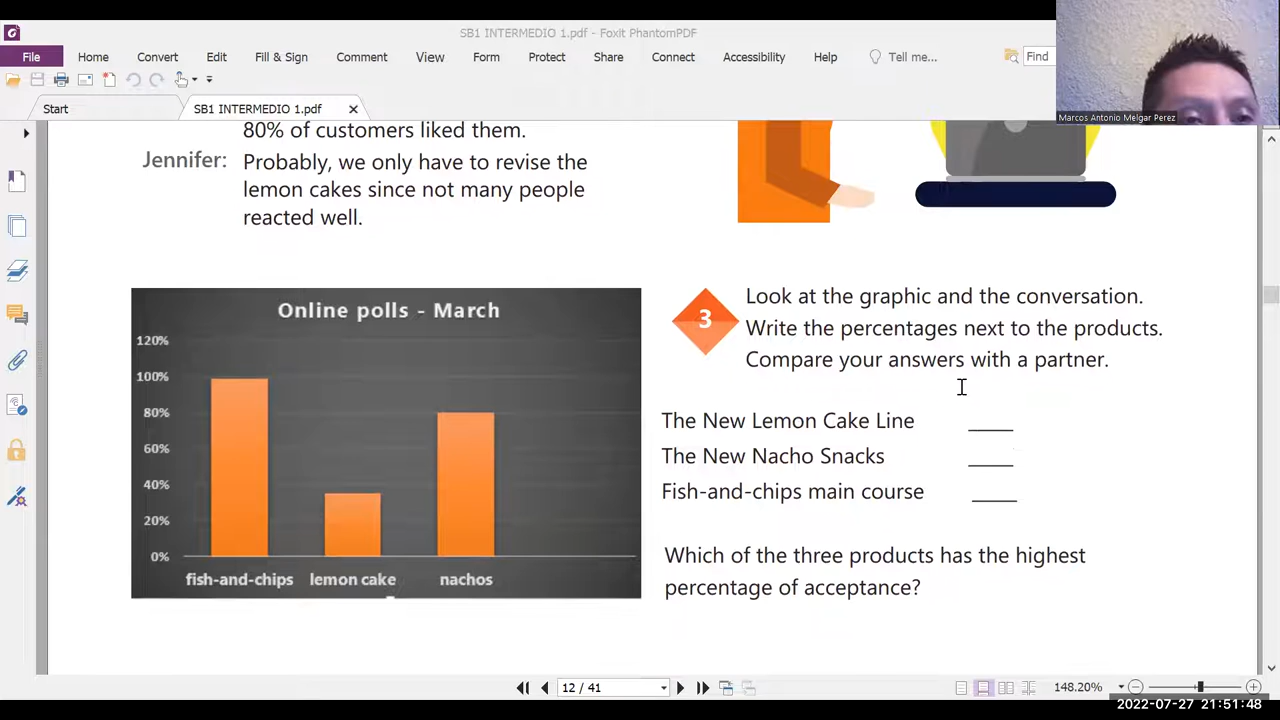 SB1 INTERMEDIO 1.pdf - Foxit PhantomPDF
File Home Convert Edit Fill & Sign Comment View Form Protect Share Connect Accessibility Help Tell me... Find
Marcos Antonio Melgar Perez
Start SB1 INTERMEDIO 1.pdf
80% of customers liked them.
Jennifer: Probably, we only have to revise the
lemon cakes since not many people
reacted well.
Online polls - March
120%
100%
80%
60%
40%
20%
0%
fish-and-chips lemon cake nachos
3
Look at the graphic and the conversation.
Write the percentages next to the products.
Compare your answers with a partner.
The New Lemon Cake Line ____
The New Nacho Snacks ____
Fish-and-chips main course ____
Which of the three products has the highest
percentage of acceptance?
12 / 41
148.20%
2022-07-27 21:51:48